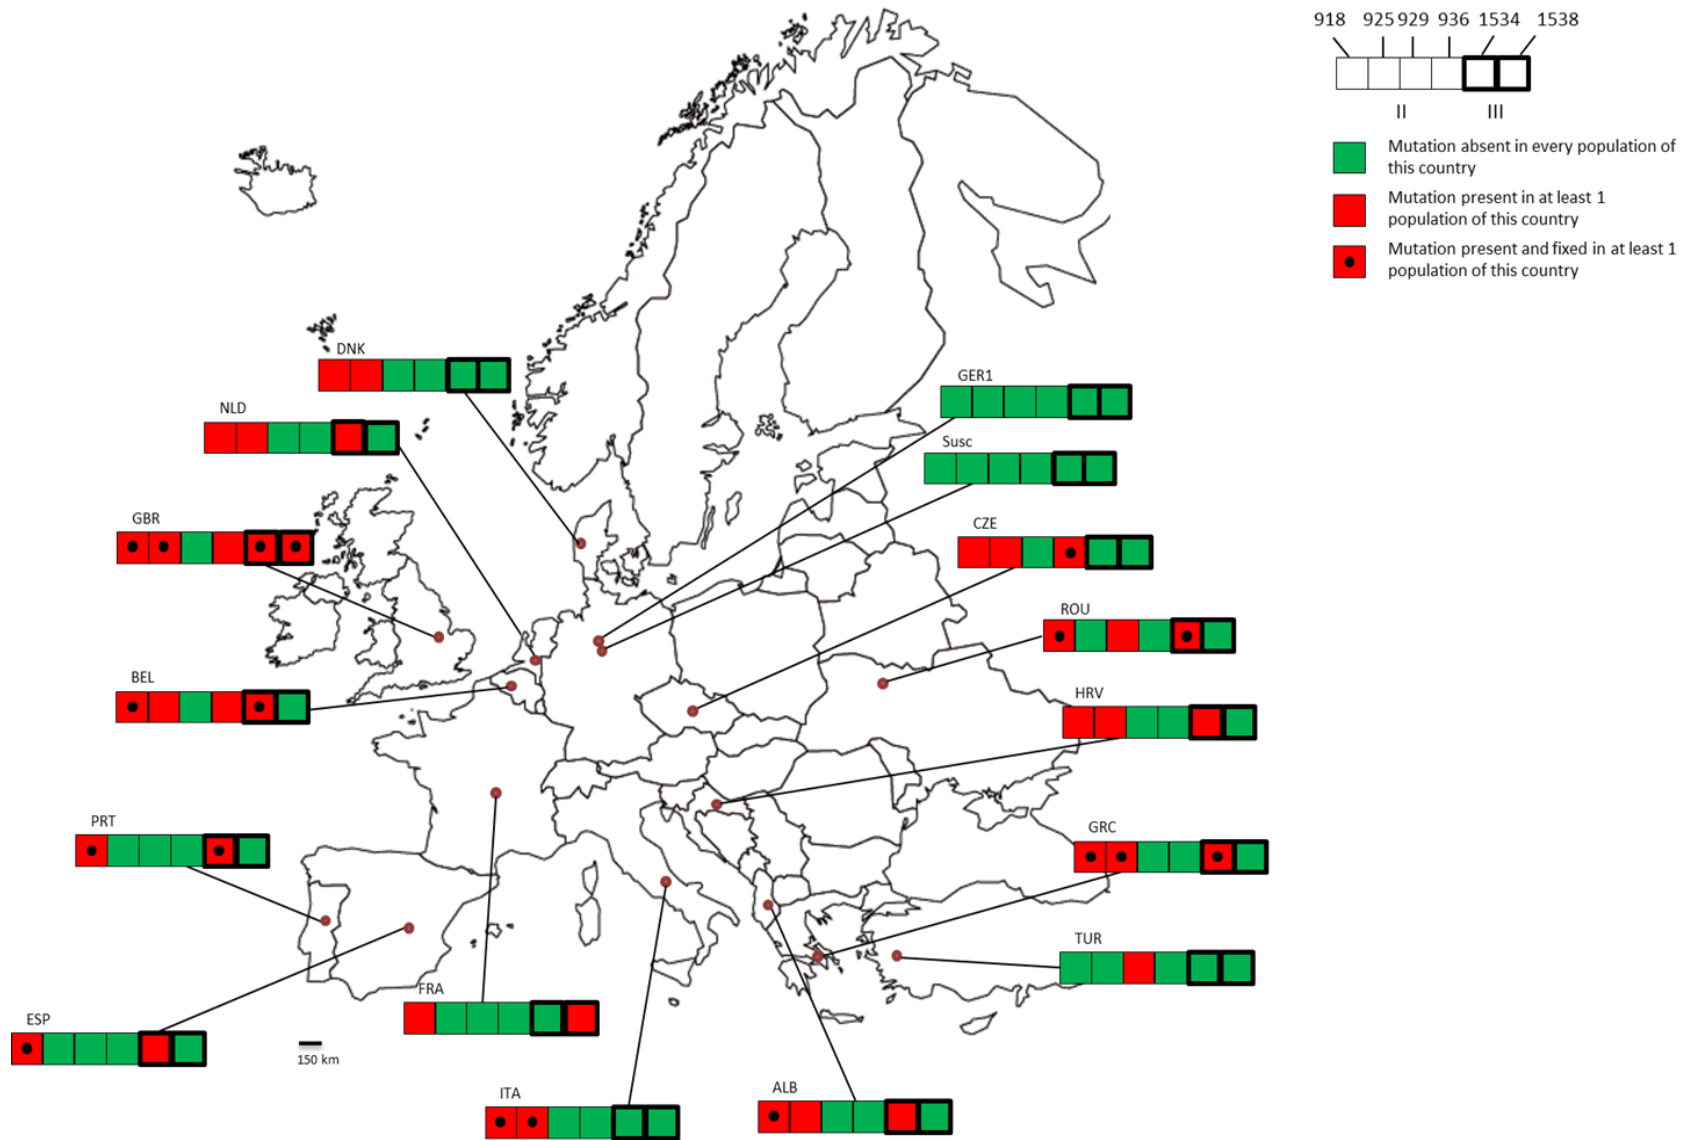 918 925 929 936 1534 1538
II III
Mutation absent in every population of
this country
Mutation present in at least 1
population of this country
Mutation present and fixed in at least 1
population of this country
DNK
GER1
NLD
Susc
GBR
CZE
ROU
BEL
HRV
PRT
GRC
TUR
FRA
ESP
150 km
ITA
ALB